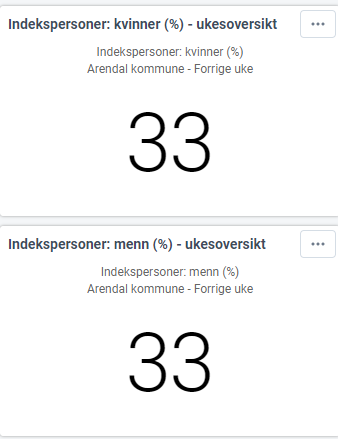 Indekspersoner: kvinner (%) - ukesoversikt
Indekspersoner: kvinner (%)
Arendal kommune - Forrige uke
33
Indekspersoner: menn (%) - ukesoversikt
Indekspersoner: menn (%)
Arendal kommune - Forrige uke
33